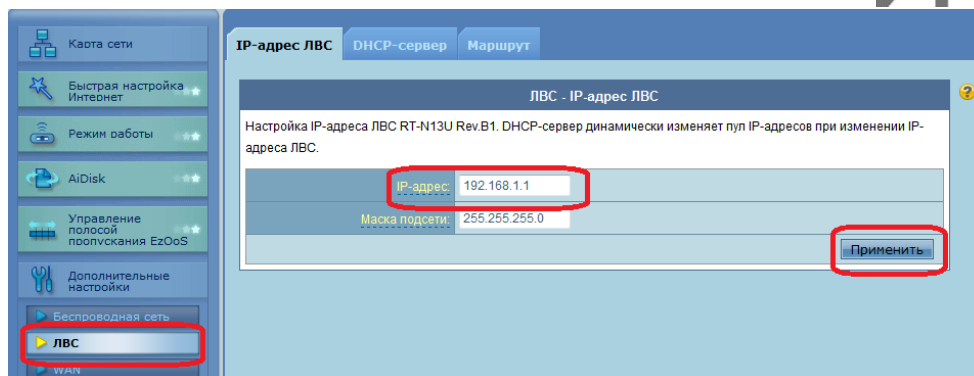 Карта сети
Быстрая настройка
Интернет
Режим работы
AiDisk
Управление
полосой
пропускания EzQoS
Дополнительные
настройки
Беспроводная сеть
ЛВС
WAN
IP-адрес ЛВС
DHCP-сервер
Маршрут
ЛВС - IP-адрес ЛВС
Настройка IP-адреса ЛВС RT-N13U Rev.B1. DHCP-сервер динамически изменяет пул IP-адресов при изменении IP-
адреса ЛВС.
IP-адрес: 192.168.1.1
Маска подсети: 255.255.255.0
Применить